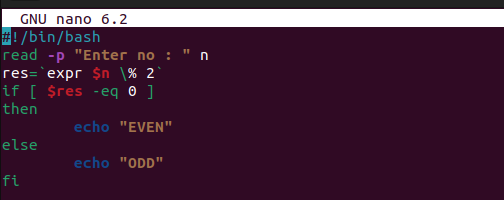 GNU nano 6.2
#!/bin/bash
read -p "Enter no : " n
res=`expr $n \% 2`
if [ $res -eq 0 ]
then
        echo "EVEN"
else
        echo "ODD"
fi